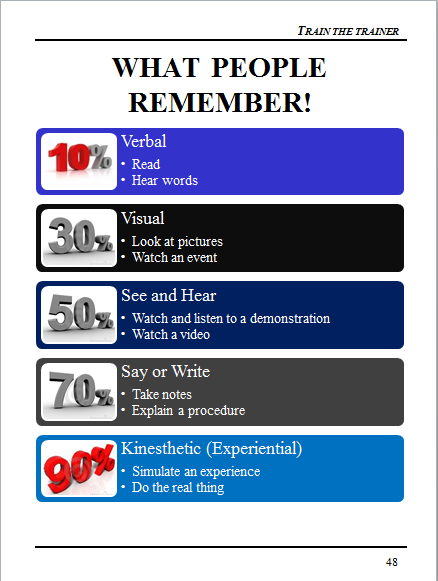 TRAIN THE TRAINER
WHAT PEOPLE
REMEMBER!
10%
Verbal
• Read
• Hear words
30%
Visual
• Look at pictures
• Watch an event
50%
See and Hear
• Watch and listen to a demonstration
• Watch a video
70%
Say or Write
• Take notes
• Explain a procedure
90%
Kinesthetic (Experiential)
• Simulate an experience
• Do the real thing
48